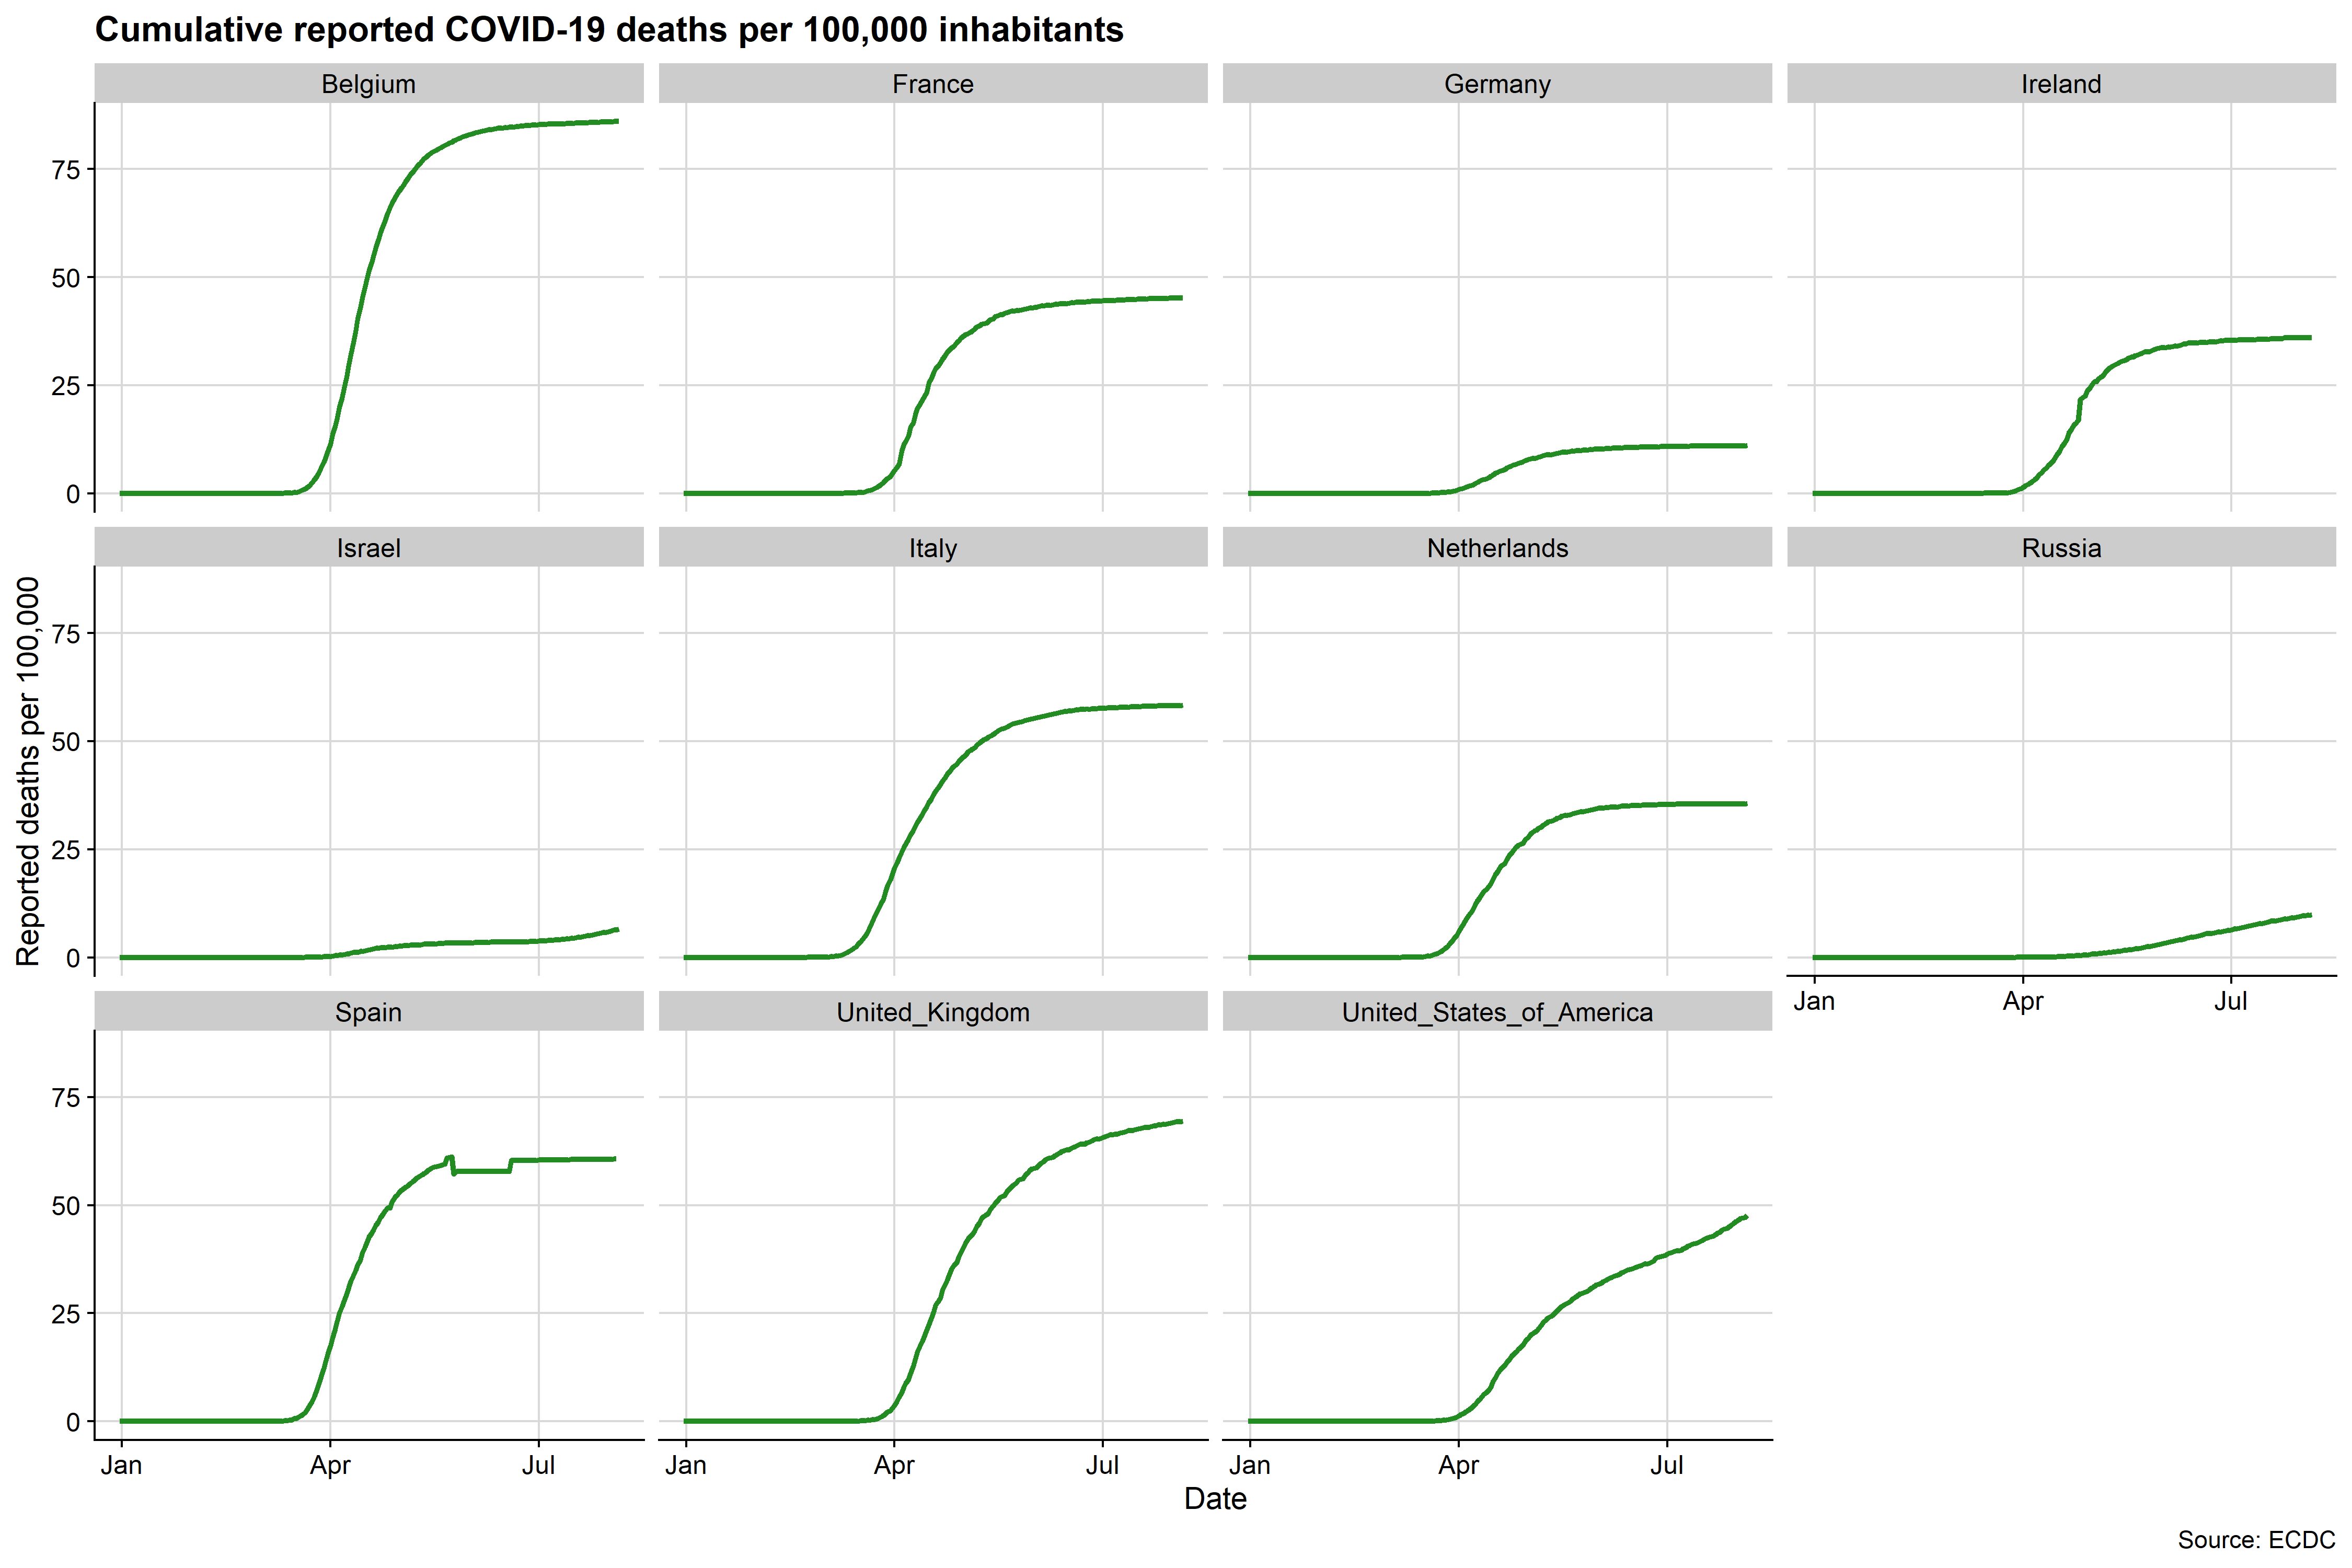 Cumulative reported COVID-19 deaths per 100,000 inhabitants
Belgium
France
Germany
Ireland
75
50
25
0
Israel
Italy
Netherlands
Russia
Reported deaths per 100,000
75
50
25
0
Jan
Apr
Jul
Spain
United_Kingdom
United_States_of_America
75
50
25
0
Jan
Apr
Jul
Jan
Apr
Jul
Jan
Apr
Jul
Date
Source: ECDC